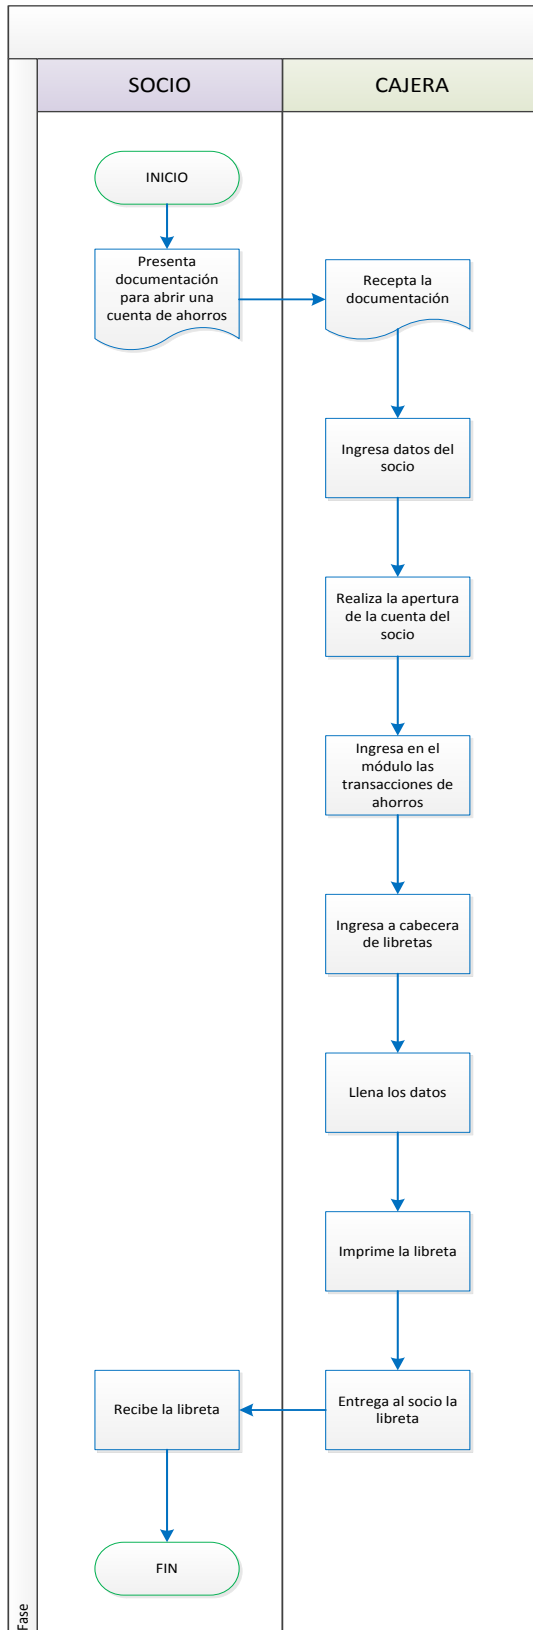 SOCIO
CAJERA
INICIO
Presenta
documentación
para abrir una
cuenta de ahorros
Recepta la
documentación
Ingresa datos del
socio
Realiza la apertura
de la cuenta del
socio
Ingresa en el
módulo las
transacciones de
ahorros
Ingresa a cabecera
de libretas
Llena los datos
Imprime la libreta
Entrega al socio la
libreta
Recibe la libreta
FIN
Fase